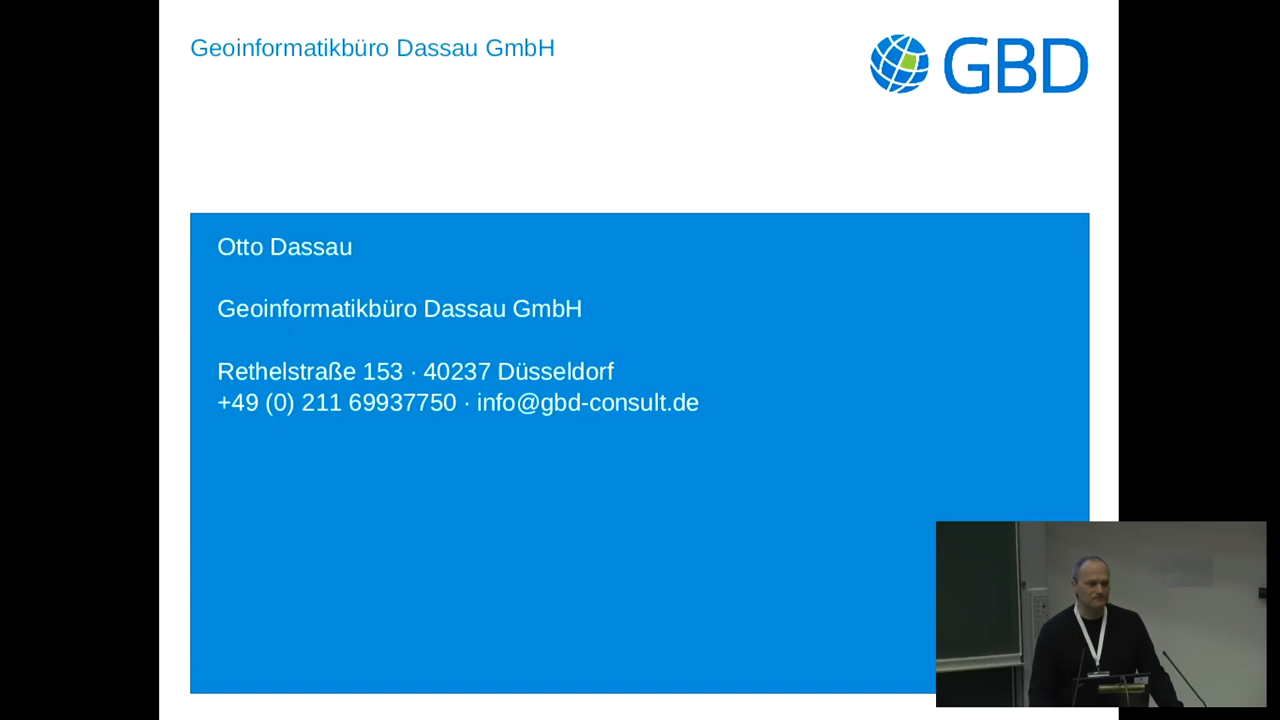 Geoinformatikbüro Dassau GmbH
GBD
Otto Dassau
Geoinformatikbüro Dassau GmbH
Rethelstraße 153 · 40237 Düsseldorf
+49 (0) 211 69937750 · info@gbd-consult.de